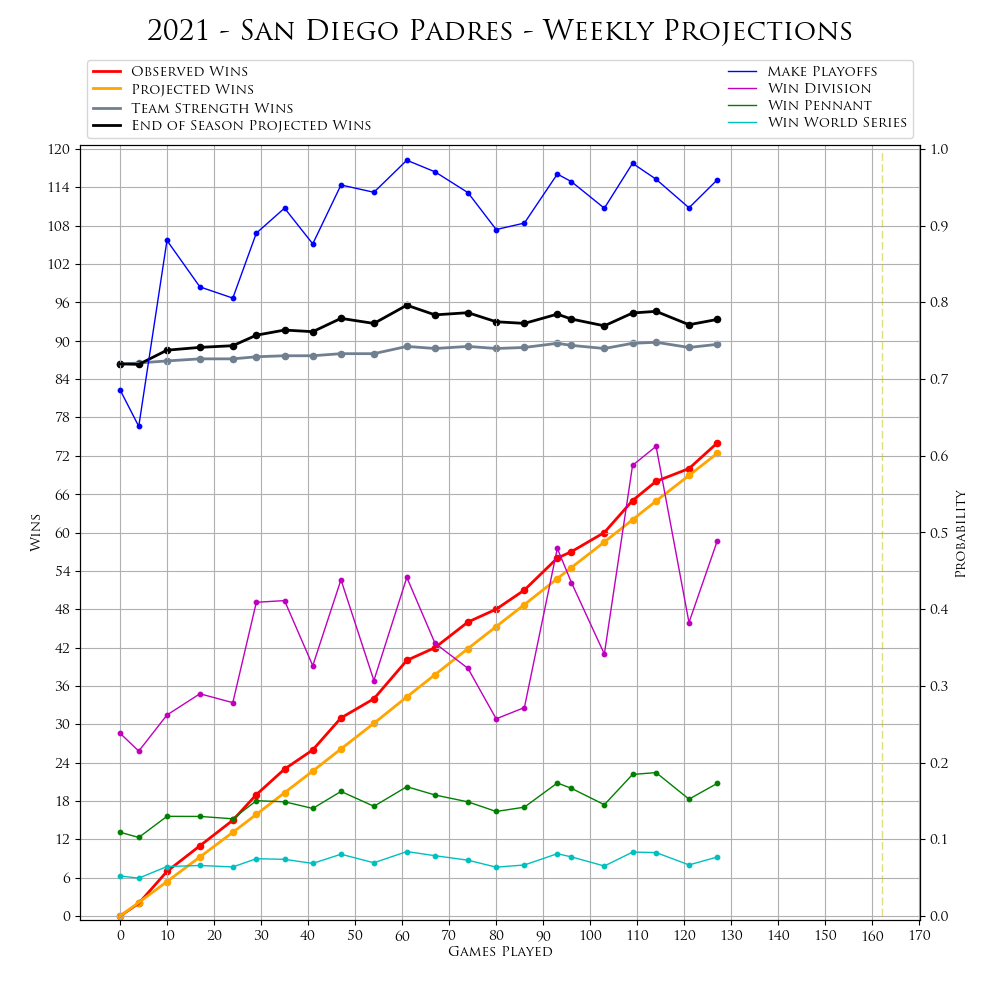 2021 - San Diego Padres - Weekly Projections
Observed Wins
Projected Wins
Team Strength Wins
End of Season Projected Wins
Make Playoffs
Win Division
Win Pennant
Win World Series
120
114
108
102
96
90
84
78
72
66
60
54
48
42
36
30
24
18
12
6
0
Wins
1.0
0.9
0.8
0.7
0.6
0.5
0.4
0.3
0.2
0.1
0.0
Probability
0 10 20 30 40 50 60 70 80 90 100 110 120 130 140 150 160 170
Games Played